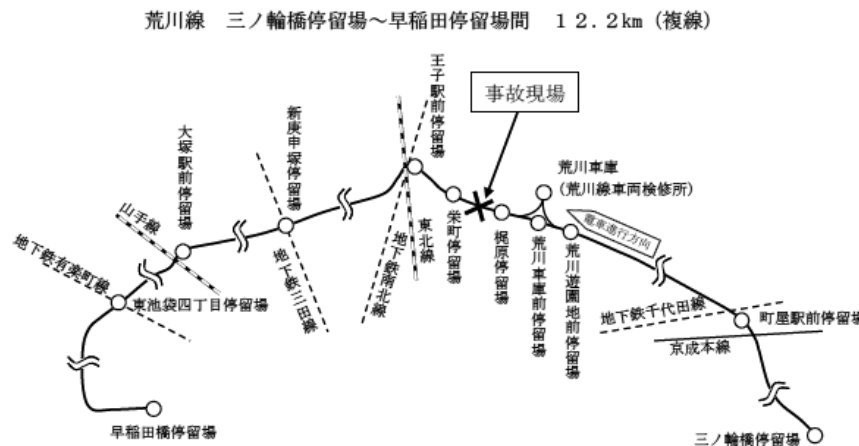 荒川線　三ノ輪橋停留場～早稲田停留場間　１２.２km（複線）
王子駅前停留場
事故現場
新庚申塚停留場
大塚駅前停留場
荒川車庫
(荒川線車両検修所)
山手線
東北線
栄町停留場
電車進行方向
地下鉄有楽町線
地下鉄三田線
地下鉄南北線
梶原停留場
荒川車庫前停留場
荒川遊園地前停留場
東池袋四丁目停留場
地下鉄千代田線
町屋駅前停留場
京成本線
早稲田橋停留場
三ノ輪橋停留場